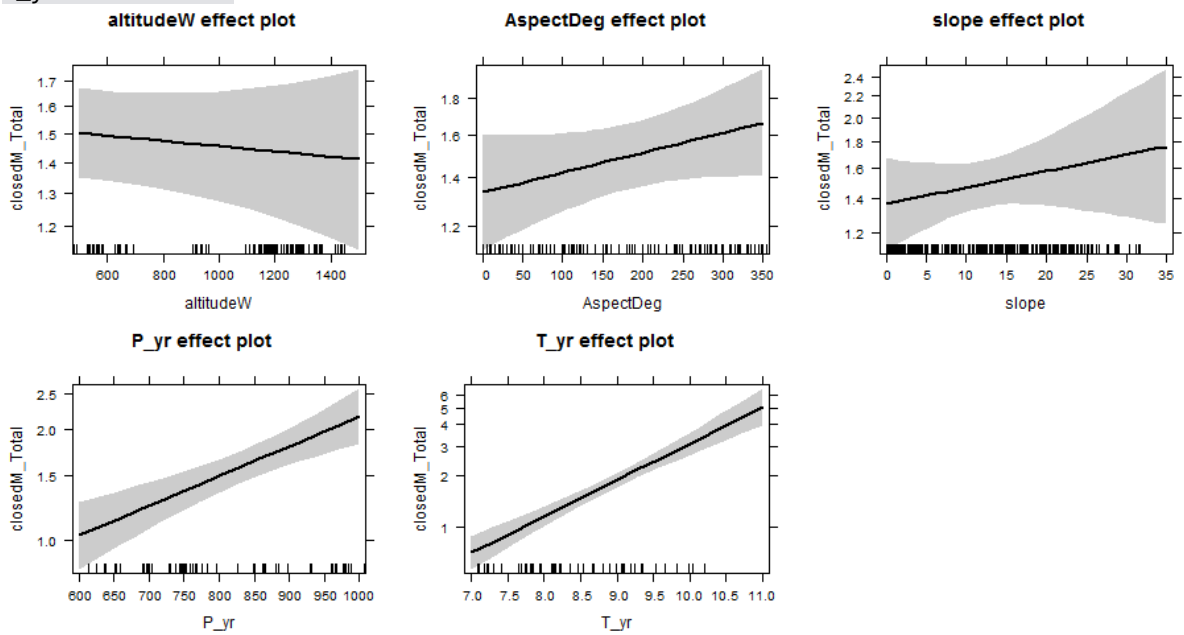 altitudeW effect plot
AspectDeg effect plot
slope effect plot
closedM_Total
1.7
1.6
1.5
1.4
1.3
1.2
600 800 1000 1200 1400
altitudeW
closedM_Total
1.8
1.6
1.4
1.2
0 50 100 150 200 250 300 350
AspectDeg
closedM_Total
2.4
2.2
2.0
1.8
1.6
1.4
1.2
0 5 10 15 20 25 30 35
slope
P_yr effect plot
T_yr effect plot
closedM_Total
2.5
2.0
1.5
1.0
600 650 700 750 800 850 900 950 1000
P_yr
closedM_Total
6
5
4
3
2
1
7.0 7.5 8.0 8.5 9.0 9.5 10.0 10.5 11.0
T_yr